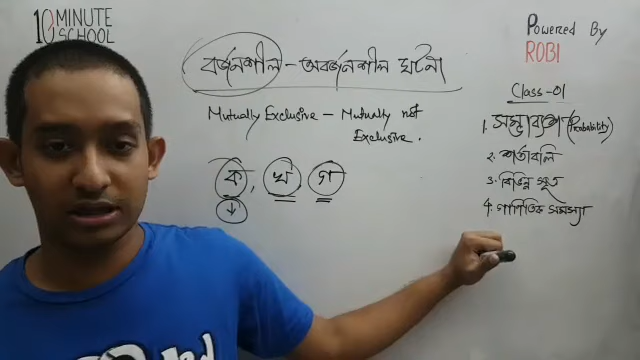 10 MINUTE
SCHOOL
Powered By
ROBI
বর্জনশীল - অবর্জনশীল ঘটনা
Mutually Exclusive - Mutually not
Exclusive.
ক, খ গ
Class-01
1. সম্ভাব্যতা (Probability)
২. শর্তাবলি
3. বিভিন্ন সূত্র
4. গাণিতিক সমস্যা